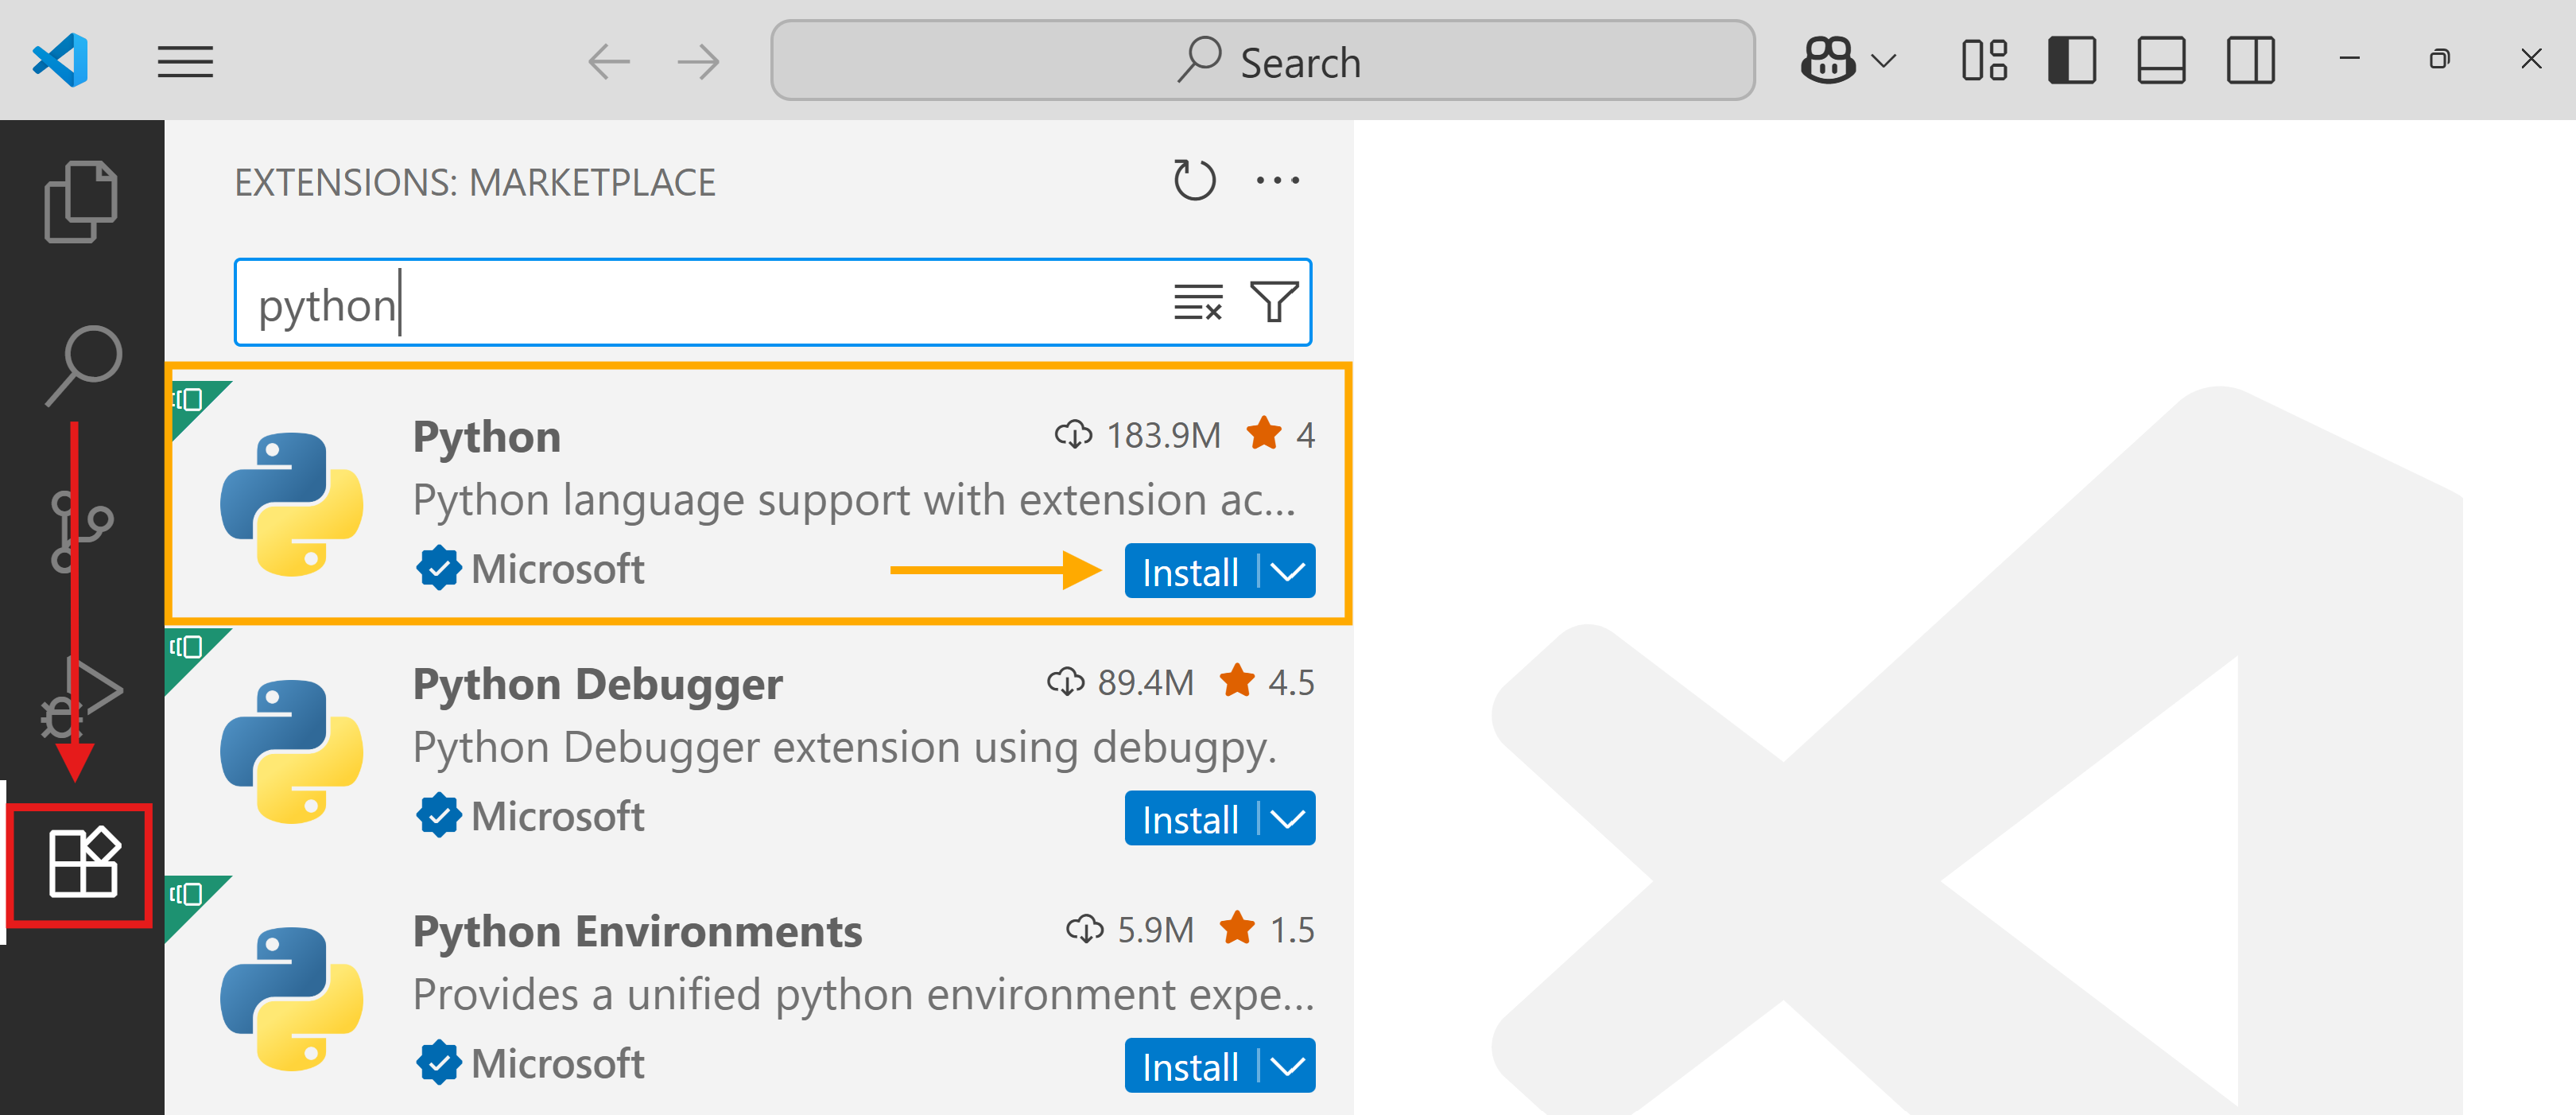 Search
EXTENSIONS: MARKETPLACE
python
Python 183.9M 4
Python language support with extension ac...
Microsoft Install
Python Debugger 89.4M 4.5
Python Debugger extension using debugpy.
Microsoft Install
Python Environments 5.9M 1.5
Provides a unified python environment expe...
Microsoft Install